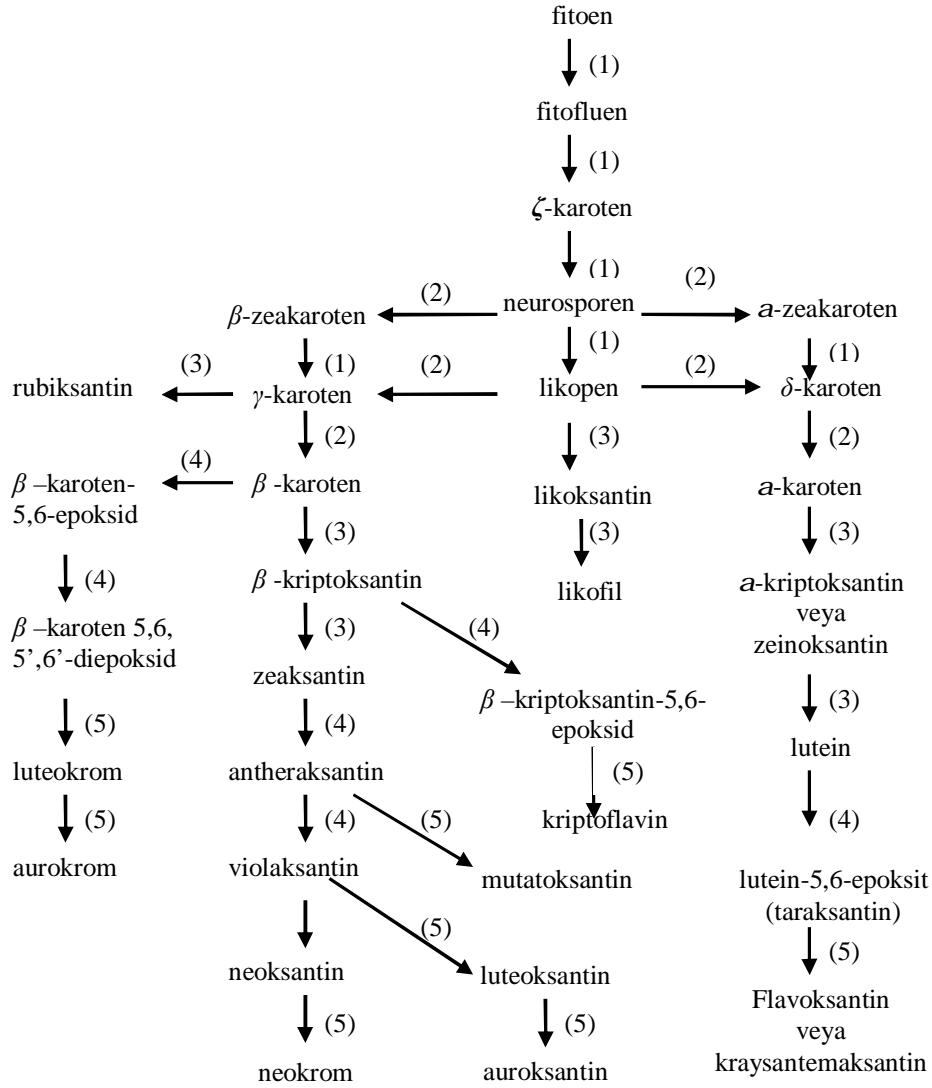 fitoen
(1)
fitofluen
(1)
ζ-karoten
(1)
(2) (2)
β-zeakaroten neurosporen a-zeakaroten
(3) (1) (2) (1) (2) (1)
rubiksantin γ-karoten likopen δ-karoten
(2) (3) (2)
(4)
β –karoten- β -karoten likoksantin a-karoten
5,6-epoksid
(3) (3) (3)
(4)
β -kriptoksantin likofil a-kriptoksantin
veya
β –karoten 5,6, (3) (4) zeinoksantin
5’,6’-diepoksid
zeaksantin
β –kriptoksantin-5,6- (3)
epoksid
(5) (4) lutein
luteokrom antheraksantin (5)
(5) (4) (5) kriptoflavin (4)
aurokrom violaksantin mutatoksantin lutein-5,6-epoksit
(taraksantin)
(5) (5)
neoksantin luteoksantin
Flavoksantin
(5) (5) veya
neokrom auroksantin kraysantemaksantin